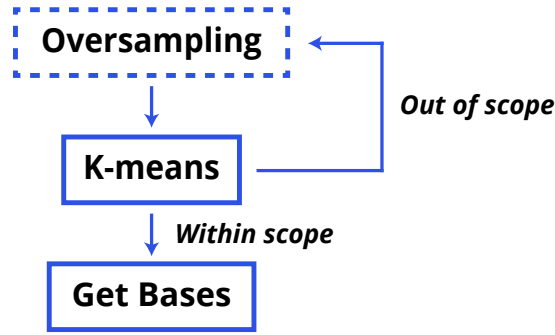 Oversampling
Out of scope
K-means
Within scope
Get Bases